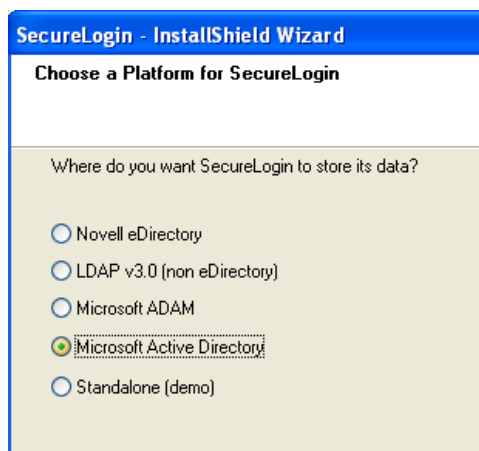 SecureLogin - InstallShield Wizard
Choose a Platform for SecureLogin
Where do you want SecureLogin to store its data?
Novell eDirectory
LDAP v3.0 (non eDirectory)
Microsoft ADAM
Microsoft Active Directory
Standalone (demo)